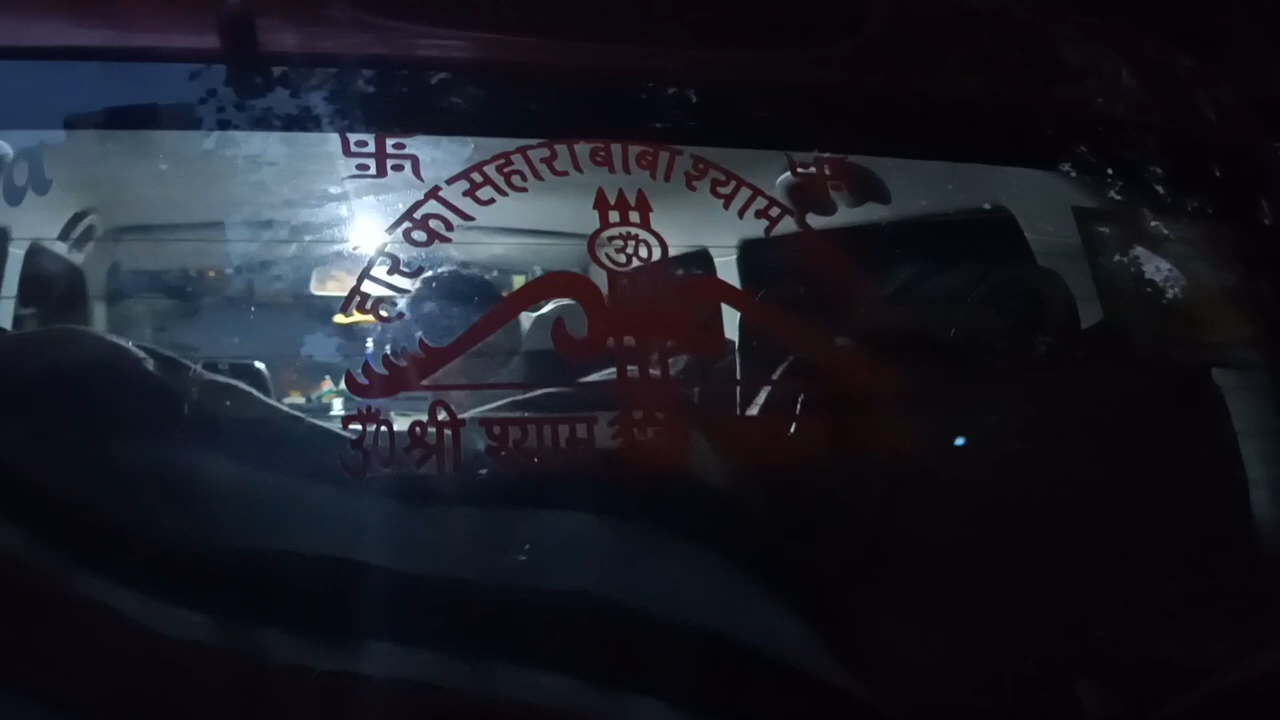 हारे का सहारा बाबा श्याम
ॐ
ॐ श्री श्याम